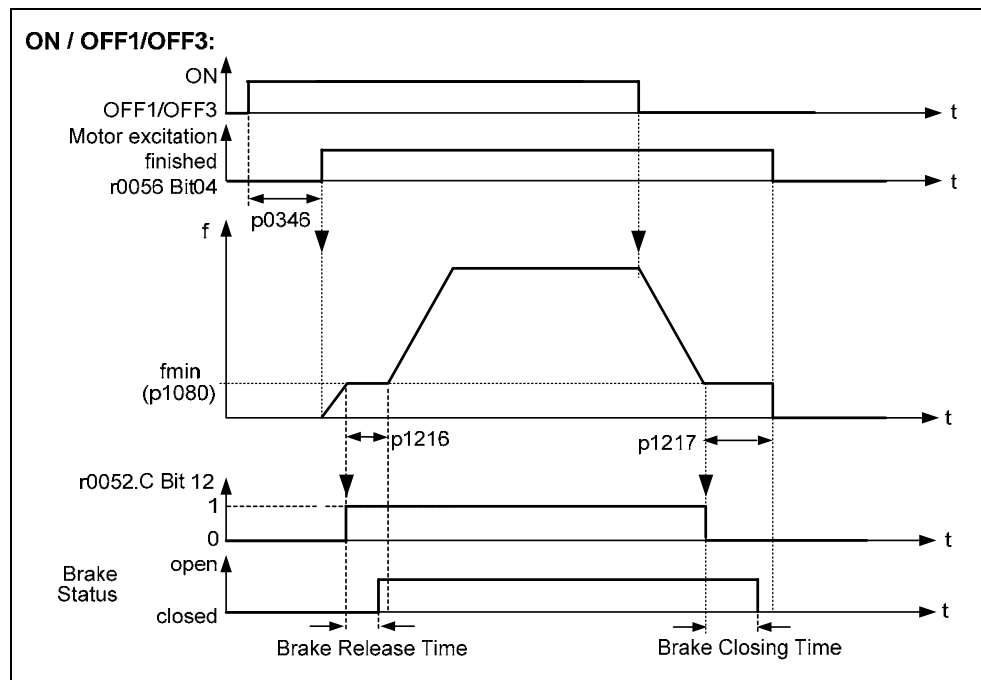 ON / OFF1/OFF3:
ON
OFF1/OFF3
t
Motor excitation
finished
r0056 Bit04
t
p0346
f
fmin
(p1080)
t
p1216
p1217
r0052.C Bit 12
1
0
t
Brake
Status
open
closed
t
Brake Release Time
Brake Closing Time